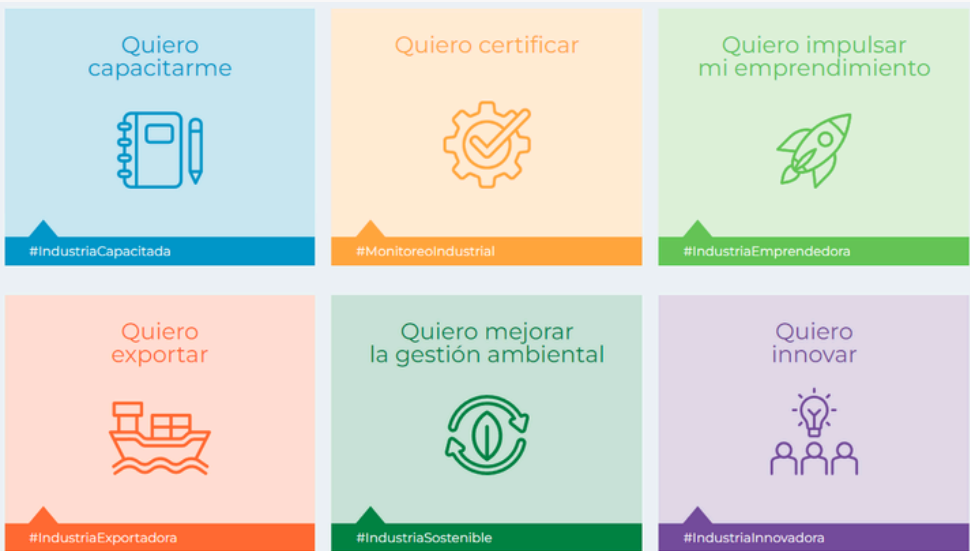 Quiero
capacitarme
#IndustriaCapacitada
Quiero certificar
#MonitoreoIndustrial
Quiero impulsar
mi emprendimiento
#IndustriaEmprendedora
Quiero
exportar
#IndustriaExportadora
Quiero mejorar
la gestión ambiental
#IndustriaSostenible
Quiero
innovar
#IndustriaInnovadora